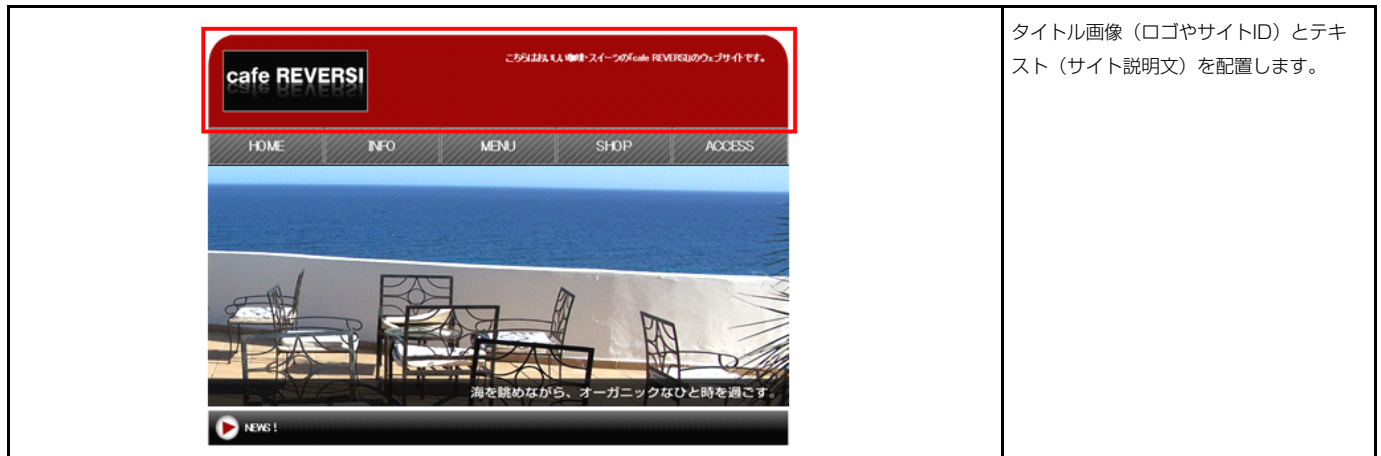 cafe REVERSI
こちらはおいしい珈琲・スイーツの「cafe REVERSI」のウェブサイトです。
HOME INFO MENU SHOP ACCESS
海を眺めながら、オーガニックなひと時を過ごす。
NEWS !
タイトル画像（ロゴやサイトID）とテキ
スト（サイト説明文）を配置します。